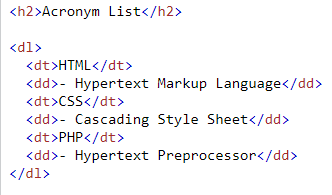 <h2>Acronym List</h2>
<dl>
<dt>HTML</dt>
<dd>- Hypertext Markup Language</dd>
<dt>CSS</dt>
<dd>- Cascading Style Sheet</dd>
<dt>PHP</dt>
<dd>- Hypertext Preprocessor</dd>
</dl>